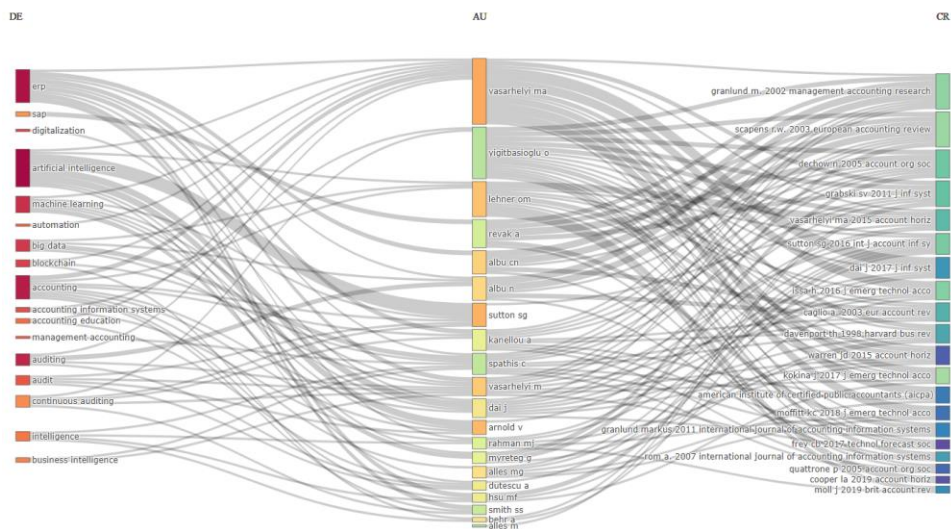 DE
AU
CR
erp
sap
digitalization
artificial intelligence
machine learning
automation
big data
blockchain
accounting
accounting information systems
accounting education
management accounting
auditing
audit
continuous auditing
intelligence
business intelligence
vasarhelyi ma
yigitbasioglu o
lehner om
revak a
albu cn
albu n
sutton sg
kanellou a
spathis c
vasarhelyi m
dai j
arnold v
rahman mj
myreteg g
alles mg
dutescu a
hsu mf
smith ss
behr a
alles m
granlund m., 2002 management accounting research
scapens r.w. 2003 european accounting review
dechow n 2005 account org soc
grabski sv 2011 j inf syst
vasarhelyi ma 2015 account horiz
sutton sg 2016 int j account inf sy
dai j 2017 j inf syst
issa h 2016 j emerg technol acco
caglio a. 2003 eur account rev
davenport th 1998 harvard bus rev
warren jd 2015 account horiz
kokina j 2017 j emerg technol acco
american institute of certified public accountants (aicpa)
moffitt kc 2018 j emerg technol acco
granlund markus 2011 international journal of accounting information systems
frey cb 2017 technol forecast soc
rom a. 2007 international journal of accounting information systems
quattrone p 2005 account org soc
cooper la 2019 account horiz
moll j 2019 brit account rev